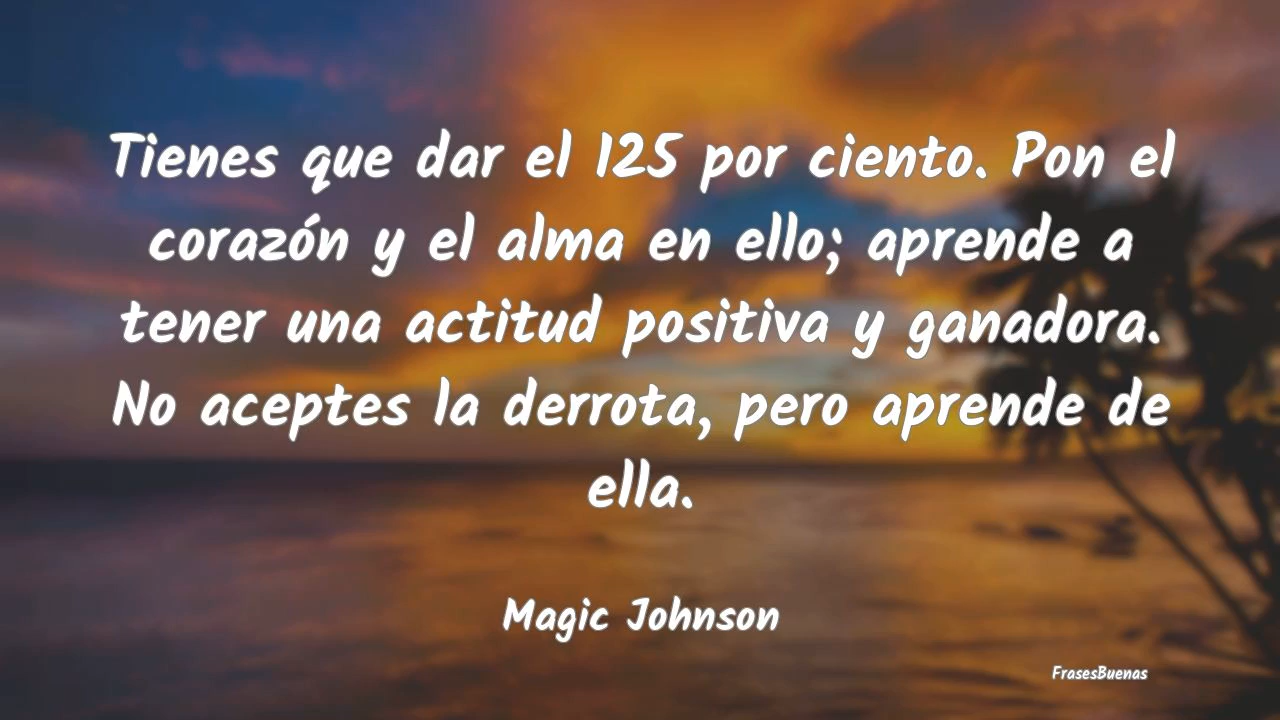 Tienes que dar el 125 por ciento. Pon el
corazón y el alma en ello; aprende a
tener una actitud positiva y ganadora.
No aceptes la derrota, pero aprende de
ella.
Magic Johnson
FrasesBuenas